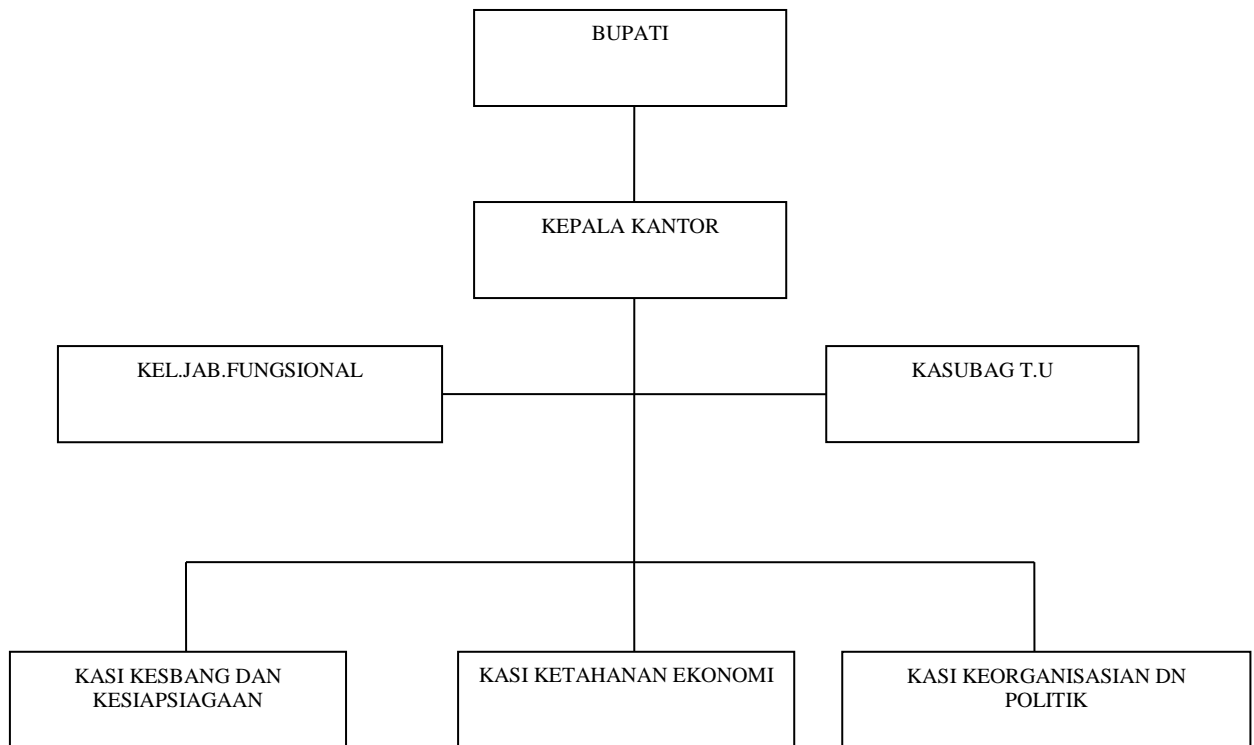 BUPATI
KEPALA KANTOR
KEL.JAB.FUNGSIONAL
KASUBAG T.U
KASI KESBANG DAN
KESIAPSIAGAAN
KASI KETAHANAN EKONOMI
KASI KEORGANISASIAN DN
POLITIK